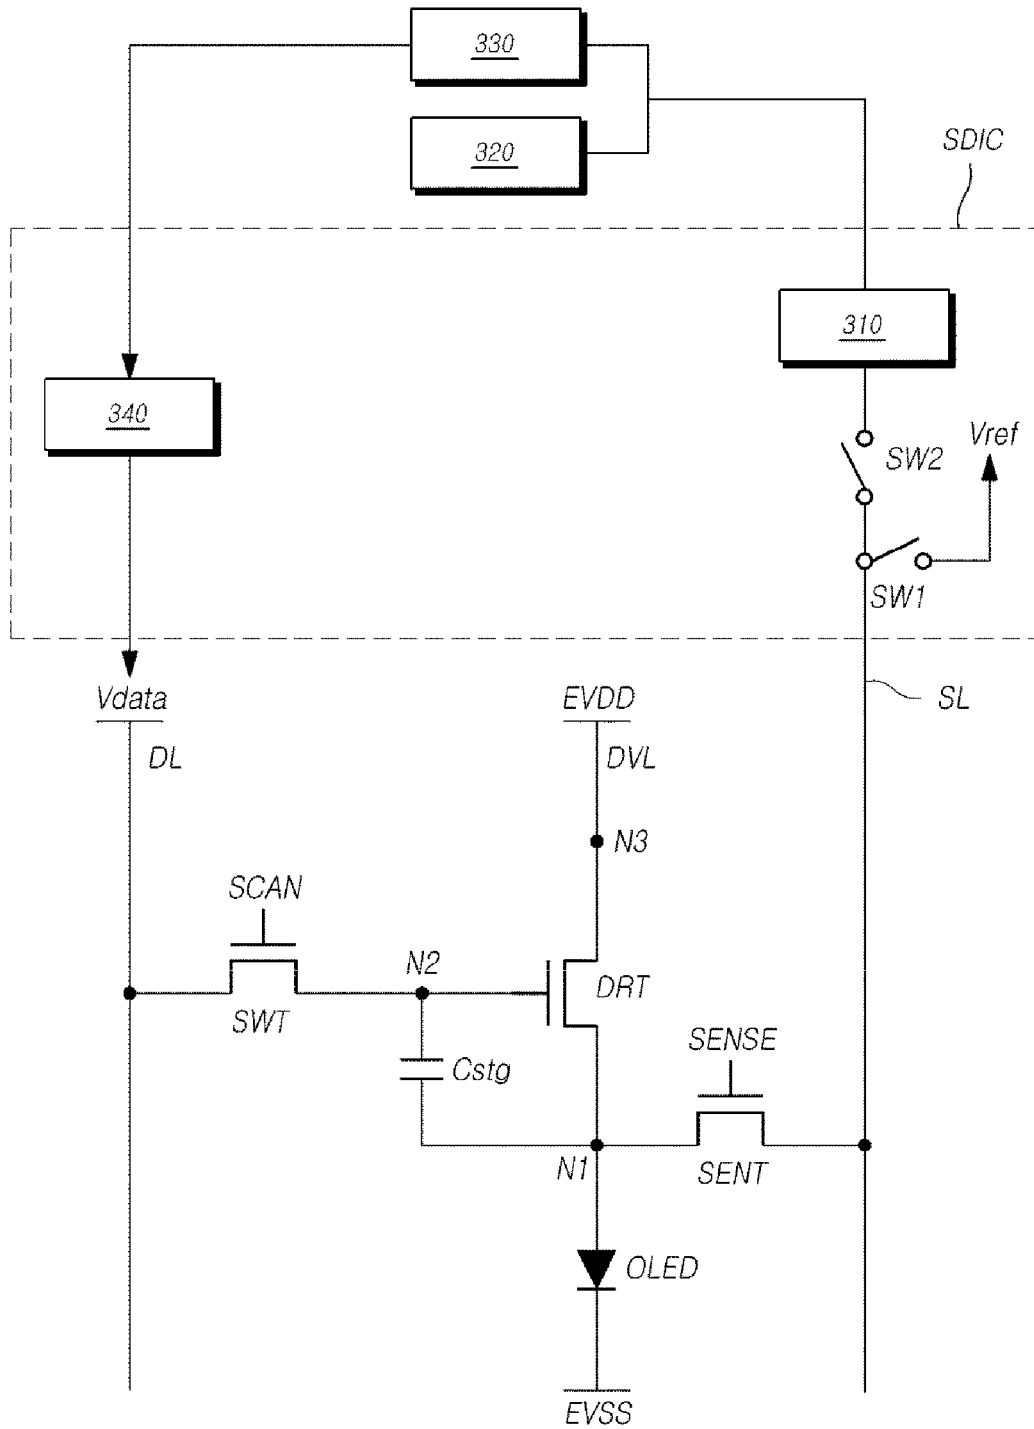 330
320
SDIC
310
340
Vref
SW2
SW1
Vdata
EVDD
SL
DL
DVL
N3
SCAN
N2
DRT
SWT
SENSE
Cstg
N1
SENT
OLED
EVSS